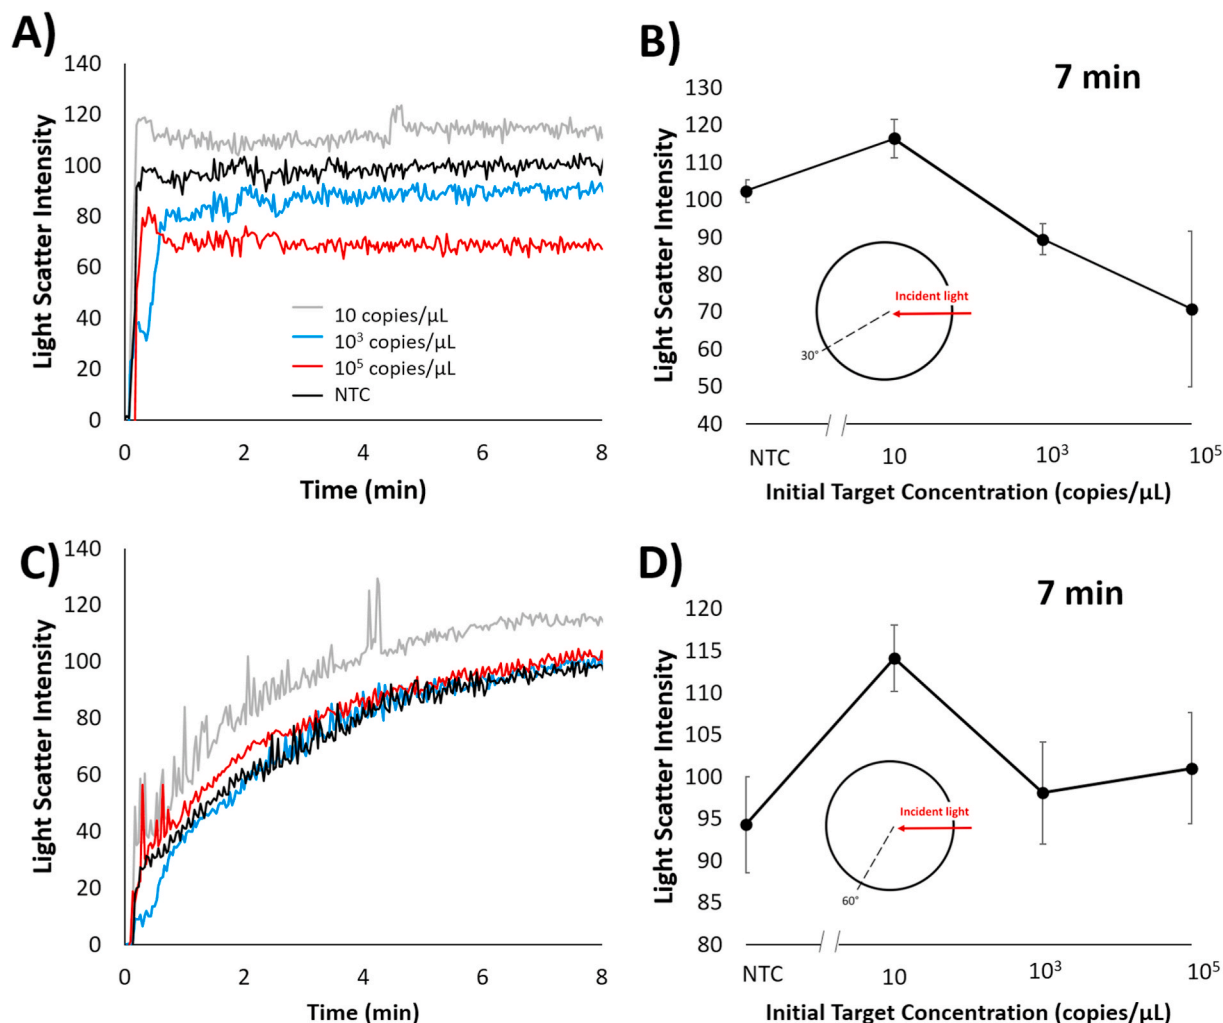 A)
140
120
100
80
60
40
20
0
Light Scatter Intensity
10 copies/μL
10³ copies/μL
10⁵ copies/μL
NTC
0 2 4 6 8
Time (min)
B)
7 min
130
120
110
100
90
80
70
60
50
40
Light Scatter Intensity
Incident light
30°
NTC 10 10³ 10⁵
Initial Target Concentration (copies/μL)
C)
140
120
100
80
60
40
20
0
Light Scatter Intensity
0 2 4 6 8
Time (min)
D)
7 min
120
115
110
105
100
95
90
85
80
Light Scatter Intensity
Incident light
60°
NTC 10 10³ 10⁵
Initial Target Concentration (copies/μL)